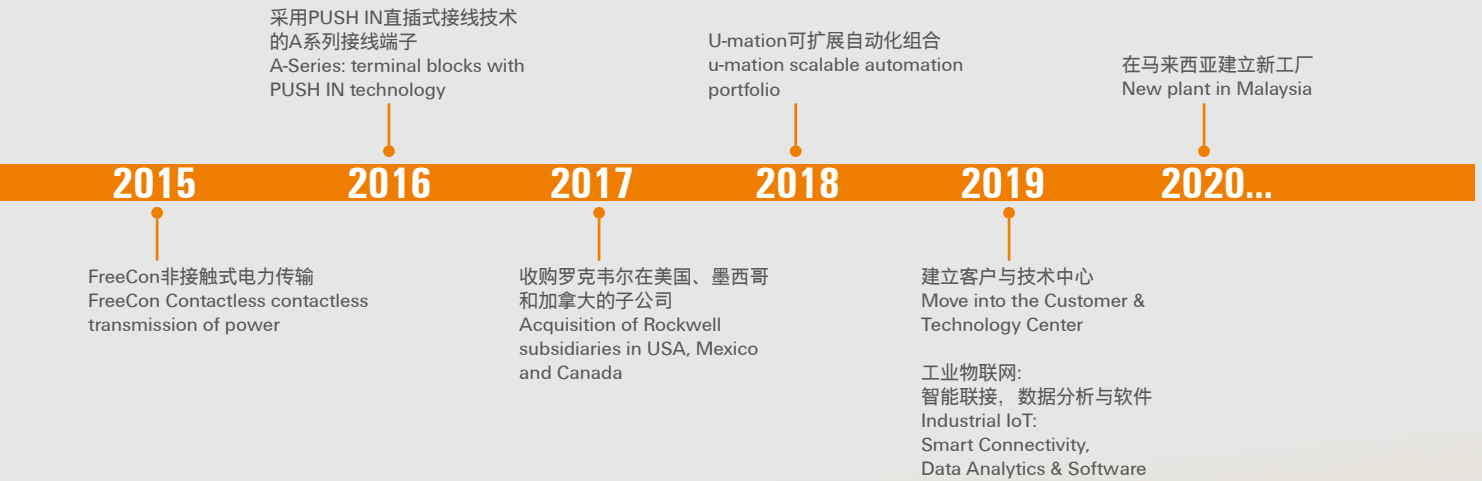 采用PUSH IN直插式接线技术
的A系列接线端子
A-Series: terminal blocks with
PUSH IN technology
U-mation可扩展自动化组合
u-mation scalable automation
portfolio
在马来西亚建立新工厂
New plant in Malaysia
2015
2016
2017
2018
2019
2020...
FreeCon非接触式电力传输
FreeCon Contactless contactless
transmission of power
收购罗克韦尔在美国、墨西哥
和加拿大的子公司
Acquisition of Rockwell
subsidiaries in USA, Mexico
and Canada
建立客户与技术中心
Move into the Customer &
Technology Center
工业物联网:
智能联接，数据分析与软件
Industrial IoT:
Smart Connectivity,
Data Analytics & Software